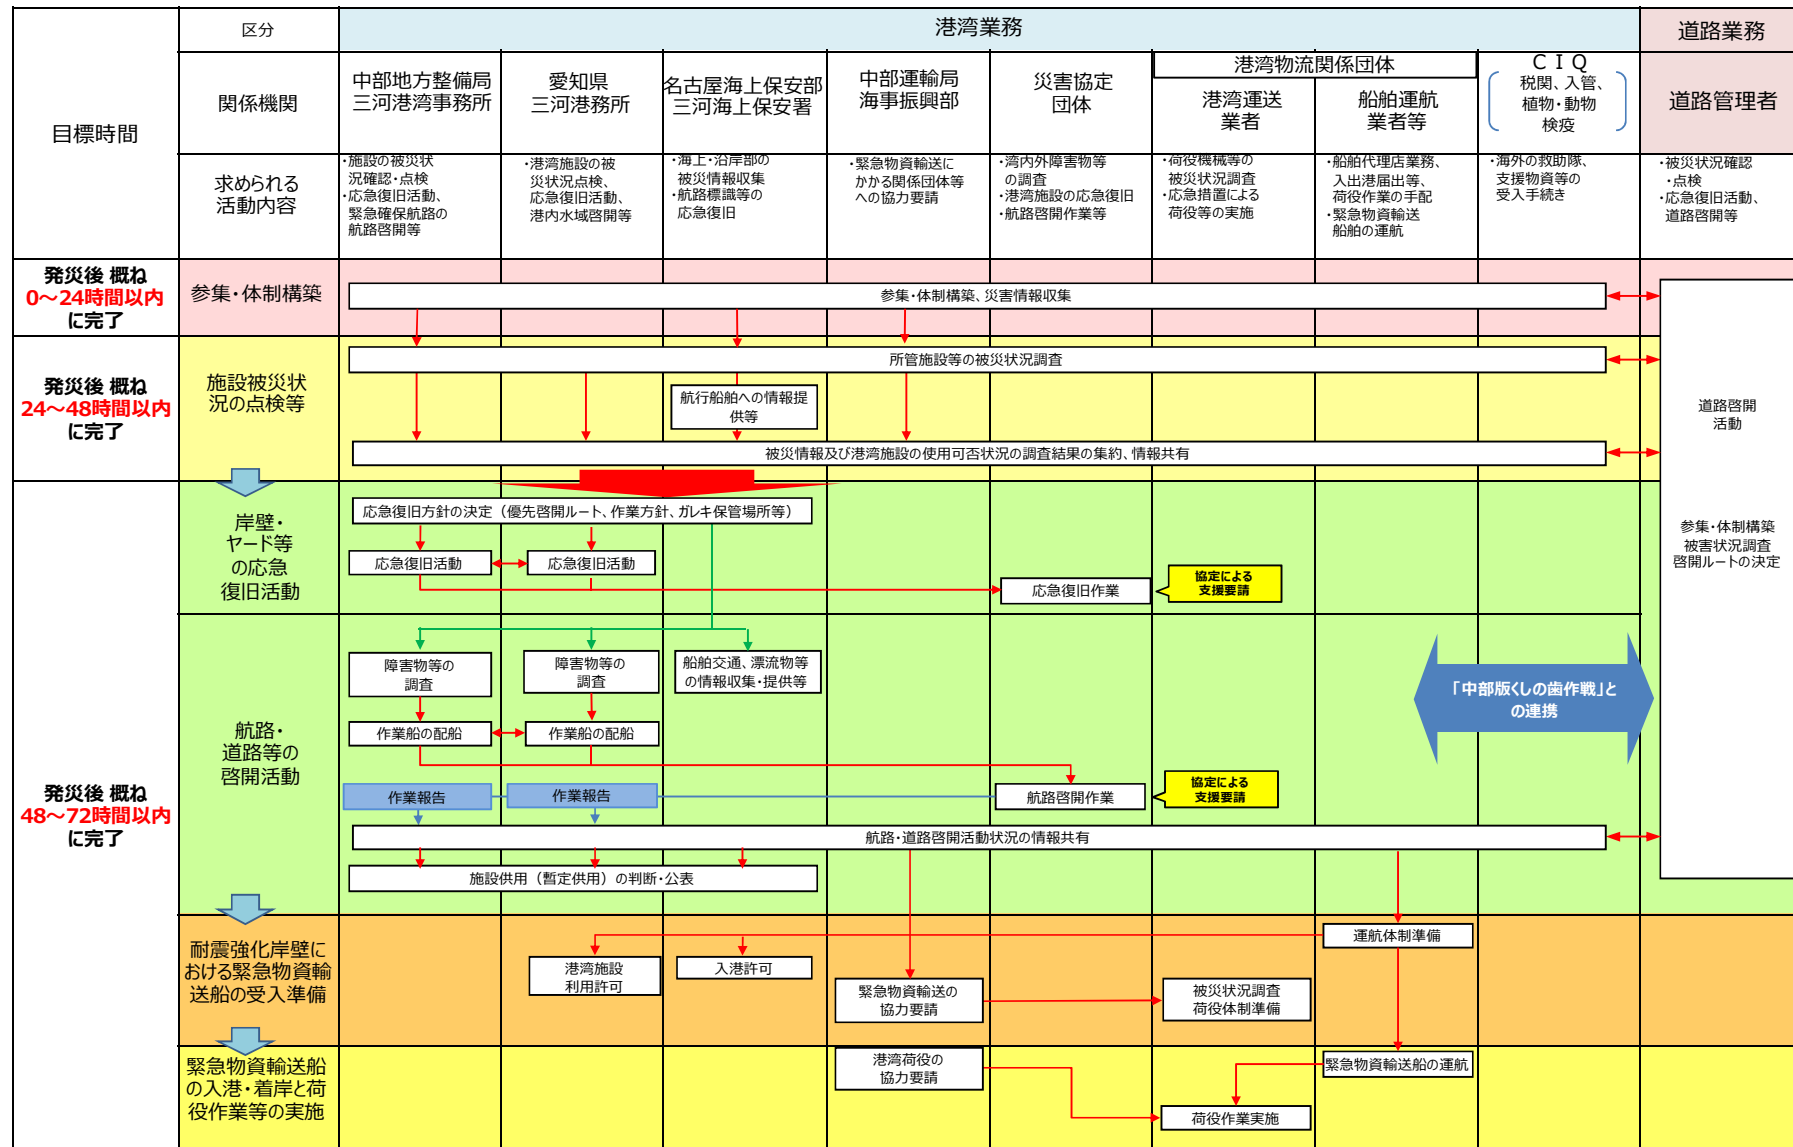 目標時間
区分
港湾業務
道路業務
関係機関
中部地方整備局
三河港湾事務所
愛知県
三河港務所
名古屋海上保安部
三河海上保安署
中部運輸局
海事振興部
災害協定
団体
港湾物流関係団体
港湾運送
業者
船舶運航
業者等
CIQ
税関、入管、
植物・動物
検疫
道路管理者
求められる
活動内容
・施設の被災状
況確認・点検
・応急復旧活動、
緊急確保航路の
航路啓開等
・港湾施設の被
災状況点検、
応急復旧活動、
港内水域啓開等
・海上・沿岸部の
被災情報収集
・航路標識等の
応急復旧
・緊急物資輸送に
かかる関係団体等
への協力要請
・湾内外障害物等
の調査
・港湾施設の応急復旧
・航路啓開作業等
・荷役機械等の
被災状況調査
・応急措置による
荷役等の実施
・船舶代理店業務、
入出港届出等、
荷役作業の手配
・緊急物資輸送
船舶の運航
・海外の救助隊、
支援物資等の
受入手続き
・被災状況確認
・点検
・応急復旧活動、
道路啓開等
発災後 概ね
0～24時間以内
に完了
参集・体制構築
参集・体制構築、災害情報収集
発災後 概ね
24～48時間以内
に完了
施設被災状
況の点検等
所管施設等の被災状況調査
航行船舶への情報提
供等
被災情報及び港湾施設の使用可否状況の調査結果の集約、情報共有
道路啓開
活動
参集・体制構築
被害状況調査
啓開ルートの決定
発災後 概ね
48～72時間以内
に完了
岸壁・
ヤード等
の応急
復旧活動
応急復旧方針の決定（優先啓開ルート、作業方針、ガレキ保管場所等）
応急復旧活動
応急復旧活動
応急復旧作業
協定による
支援要請
航路・
道路等の
啓開活動
障害物等の
調査
障害物等の
調査
船舶交通、漂流物等
の情報収集・提供等
「中部版くしの歯作戦」と
の連携
作業船の配船
作業船の配船
作業報告
作業報告
航路啓開作業
協定による
支援要請
航路・道路啓開活動状況の情報共有
施設供用（暫定供用）の判断・公表
耐震強化岸壁に
おける緊急物資輸
送船の受入準備
運航体制準備
港湾施設
利用許可
入港許可
緊急物資輸送の
協力要請
被災状況調査
荷役体制準備
緊急物資輸送船
の入港・着岸と荷
役作業等の実施
港湾荷役の
協力要請
緊急物資輸送船の運航
荷役作業実施